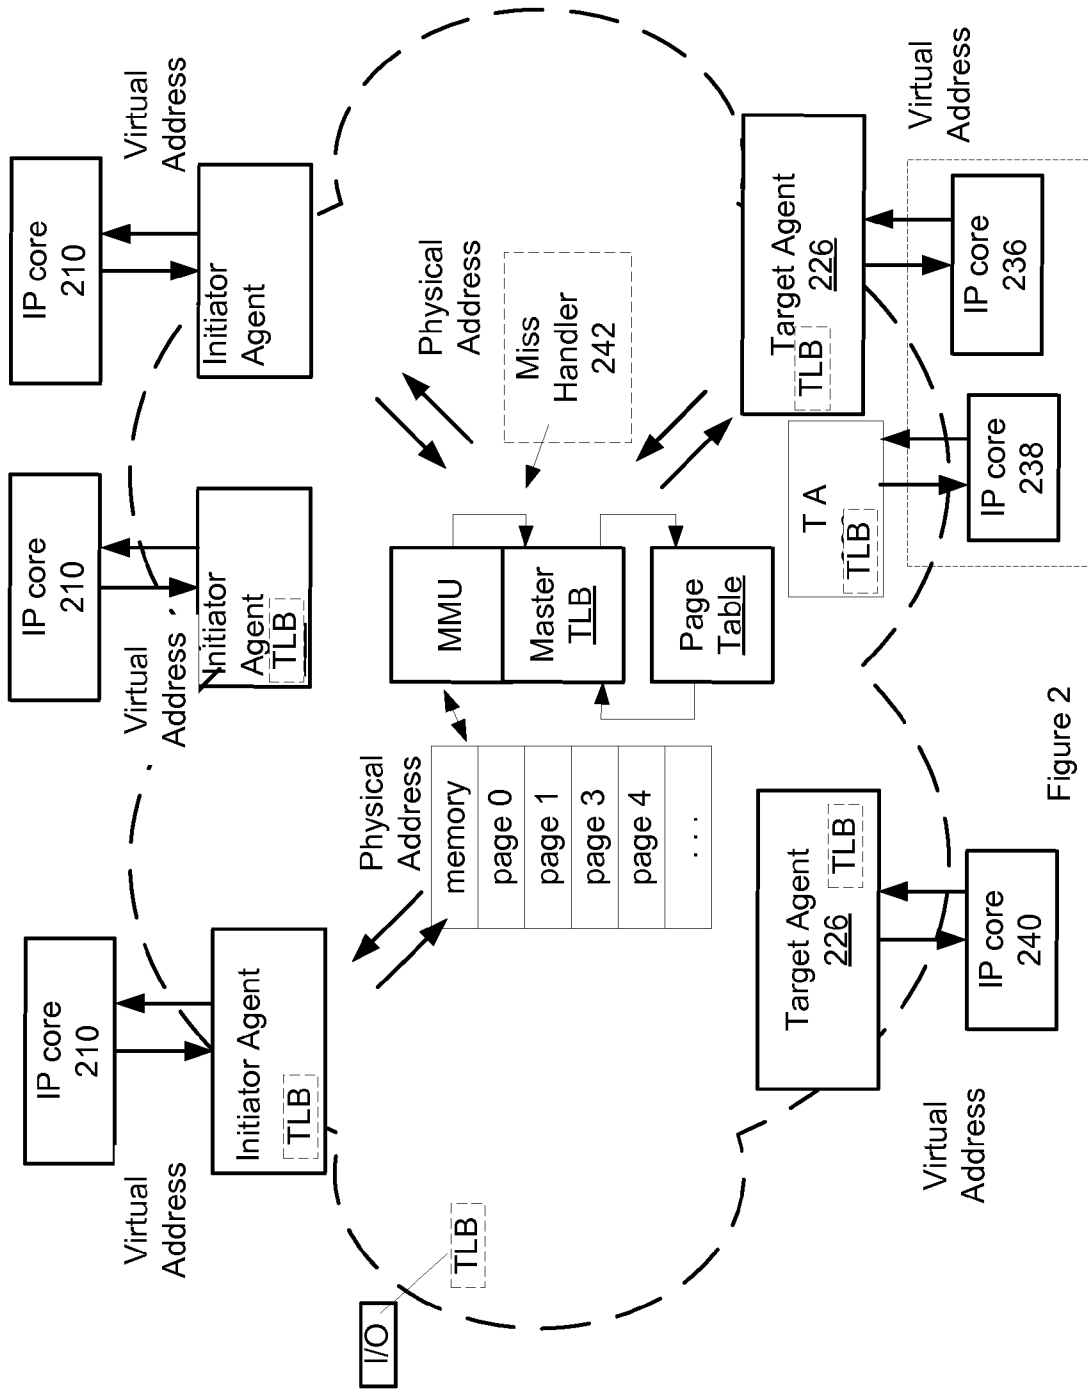 IP core
210
IP core
210
IP core
210
Virtual
Address
Virtual
Address
Virtual
Address
Initiator Agent
TLB
Initiator
Agent
TLB
Initiator
Agent
I/O
TLB
Physical
Address
Physical
Address
memory
page 0
page 1
page 3
page 4
. . .
MMU
Master
TLB
Page
Table
Miss
Handler
242
Target Agent
226
TLB
T A
TLB
Target Agent
226
TLB
Virtual
Address
IP core
240
IP core
238
IP core
236
Virtual
Address
Figure 2